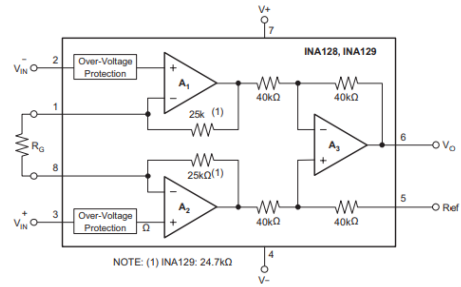 V+
7
INA128, INA129
V–IN
2
Over-Voltage
Protection
+
A1
–
1
25k (1)
40kΩ
40kΩ
RG
–
A3
+
6
VO
8
25kΩ(1)
–
A2
+
5
Ref
V+IN
3
Over-Voltage
Protection
Ω
40kΩ
40kΩ
4
V–
NOTE: (1) INA129: 24.7kΩ